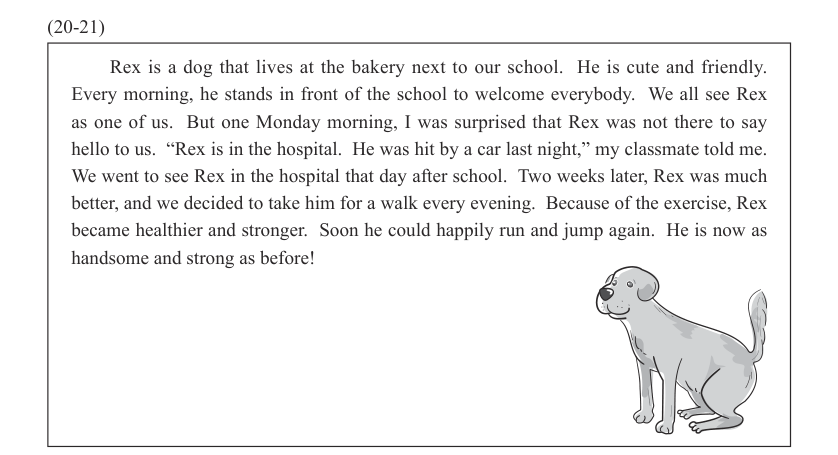 (20-21)
Rex is a dog that lives at the bakery next to our school. He is cute and friendly.
Every morning, he stands in front of the school to welcome everybody. We all see Rex
as one of us. But one Monday morning, I was surprised that Rex was not there to say
hello to us. “Rex is in the hospital. He was hit by a car last night,” my classmate told me.
We went to see Rex in the hospital that day after school. Two weeks later, Rex was much
better, and we decided to take him for a walk every evening. Because of the exercise, Rex
became healthier and stronger. Soon he could happily run and jump again. He is now as
handsome and strong as before!